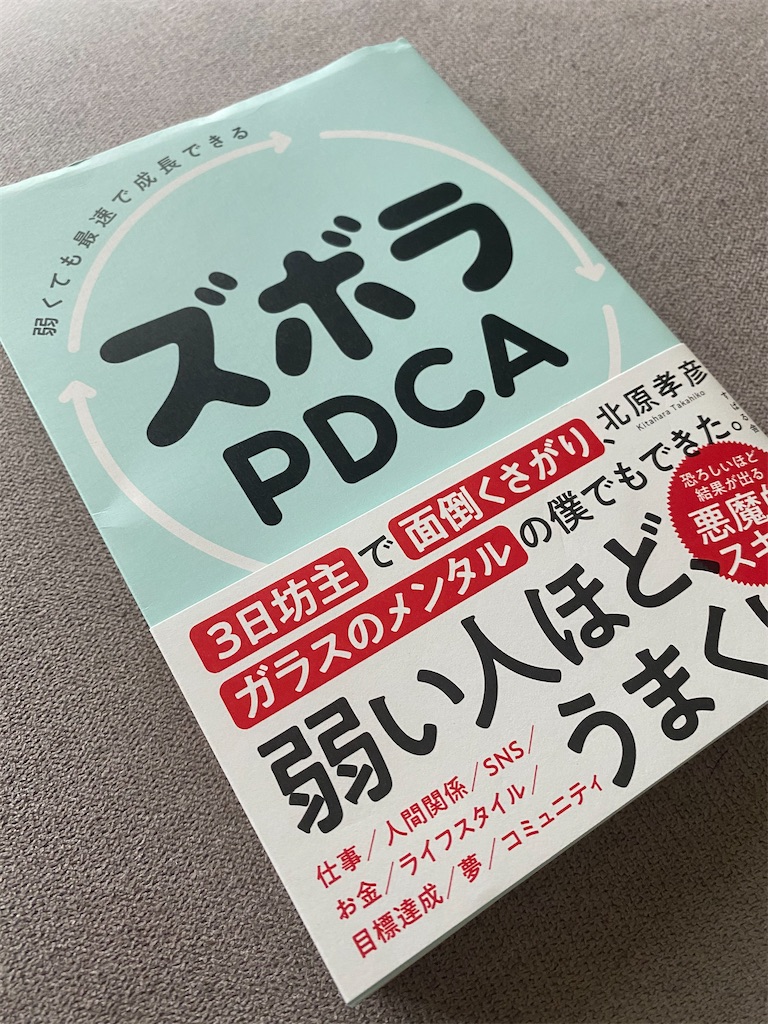 弱くても最速で成長できる
ズボラ
PDCA
北原孝彦
Kitahara Takahiko
3日坊主で面倒くさがり、
ガラスのメンタルの僕でもできた。
恐ろしいほど
結果が出る
悪魔
スキ
弱い人ほど、
うまく
仕事/人間関係/SNS/
お金/ライフスタイル/
目標達成/夢/コミュニティ